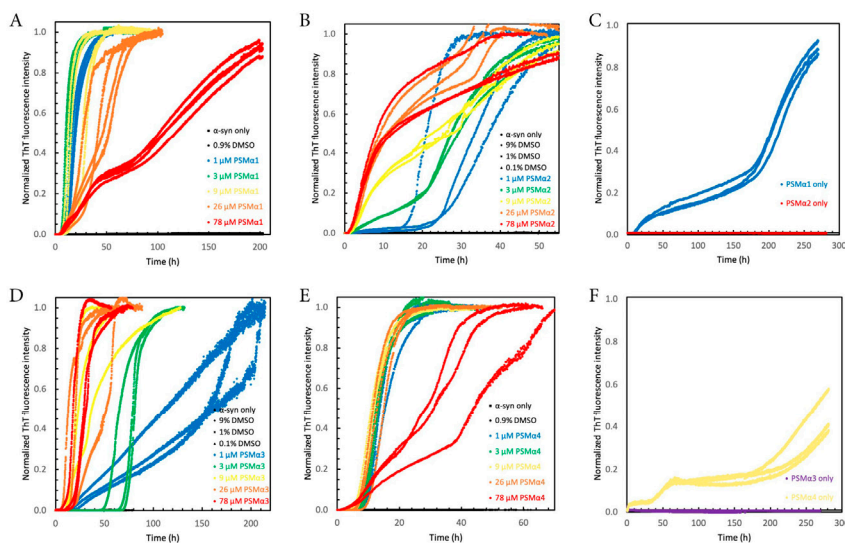 A
Normalized ThT fluorescence intensity
1.0
0.8
0.6
0.4
0.2
0.0
0 50 100 150 200
Time (h)
α-syn only
0.9% DMSO
1 μM PSMα1
3 μM PSMα1
9 μM PSMα1
26 μM PSMα1
78 μM PSMα1
B
Normalized ThT fluorescence intensity
1.0
0.8
0.6
0.4
0.2
0.0
0 10 20 30 40 50
Time (h)
α-syn only
9% DMSO
1% DMSO
0.1% DMSO
1 μM PSMα2
3 μM PSMα2
9 μM PSMα2
26 μM PSMα2
78 μM PSMα2
C
Normalized ThT fluorescence intensity
1.0
0.8
0.6
0.4
0.2
0.0
0 50 100 150 200 250 300
Time (h)
PSMα1 only
PSMα2 only
D
Normalized ThT fluorescence intensity
1.0
0.8
0.6
0.4
0.2
0.0
0 50 100 150 200
Time (h)
α-syn only
9% DMSO
1% DMSO
0.1% DMSO
1 μM PSMα3
3 μM PSMα3
9 μM PSMα3
26 μM PSMα3
78 μM PSMα3
E
Normalized ThT fluorescence intensity
1.0
0.8
0.6
0.4
0.2
0.0
0 20 40 60
Time (h)
α-syn only
0.9% DMSO
1 μM PSMα4
3 μM PSMα4
9 μM PSMα4
26 μM PSMα4
78 μM PSMα4
F
Normalized ThT fluorescence intensity
1.0
0.8
0.6
0.4
0.2
0.0
0 50 100 150 200 250 300
Time (h)
PSMα3 only
PSMα4 only